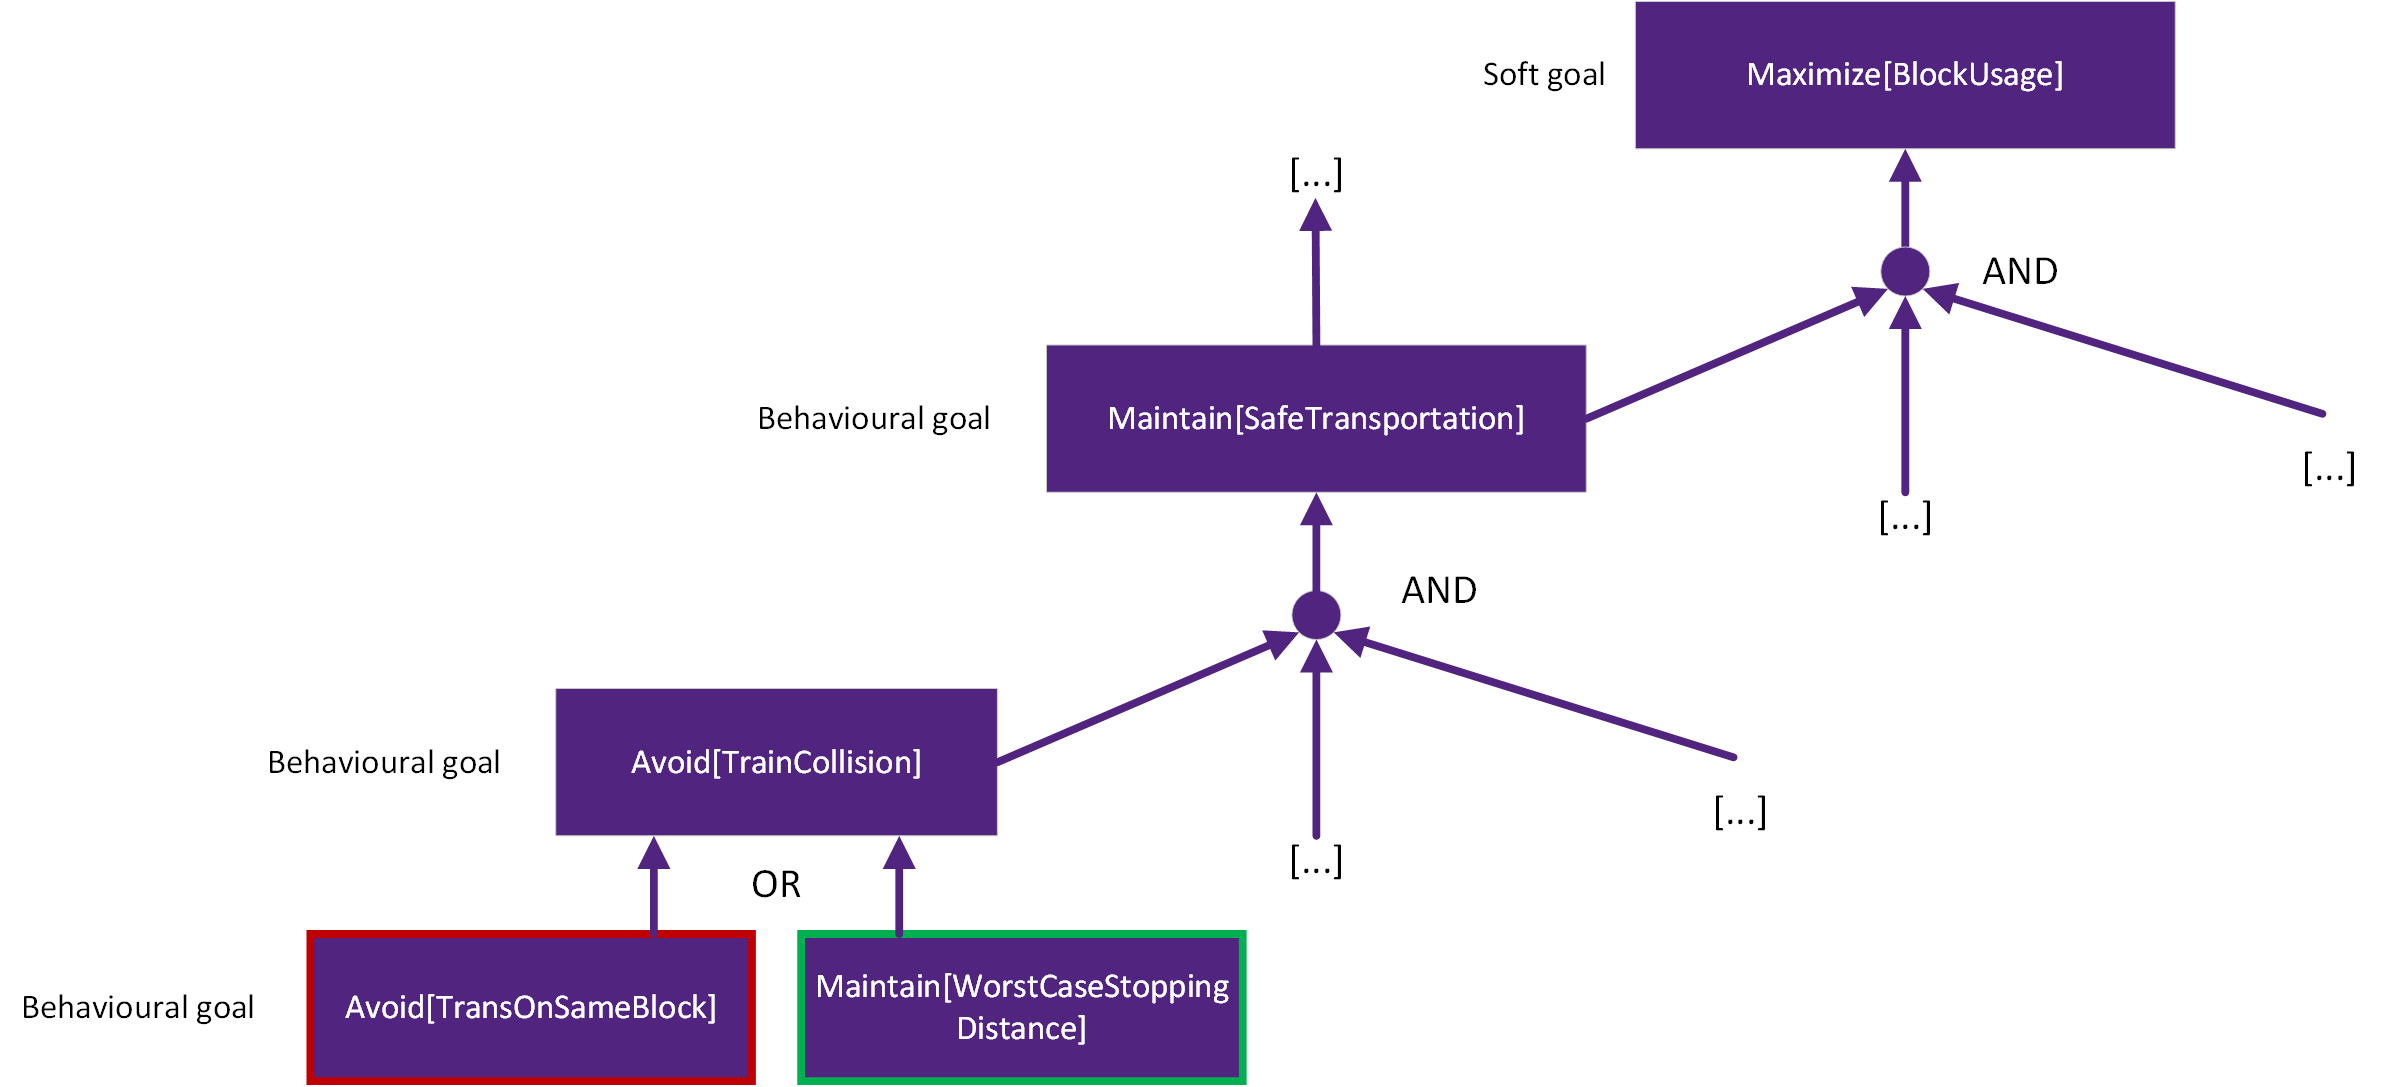 Soft goal
Maximize[BlockUsage]
[...]
AND
Behavioural goal
Maintain[SafeTransportation]
[...]
[...]
AND
Behavioural goal
Avoid[TrainCollision]
[...]
[...]
OR
Behavioural goal
Avoid[TransOnSameBlock]
Maintain[WorstCaseStopping
Distance]